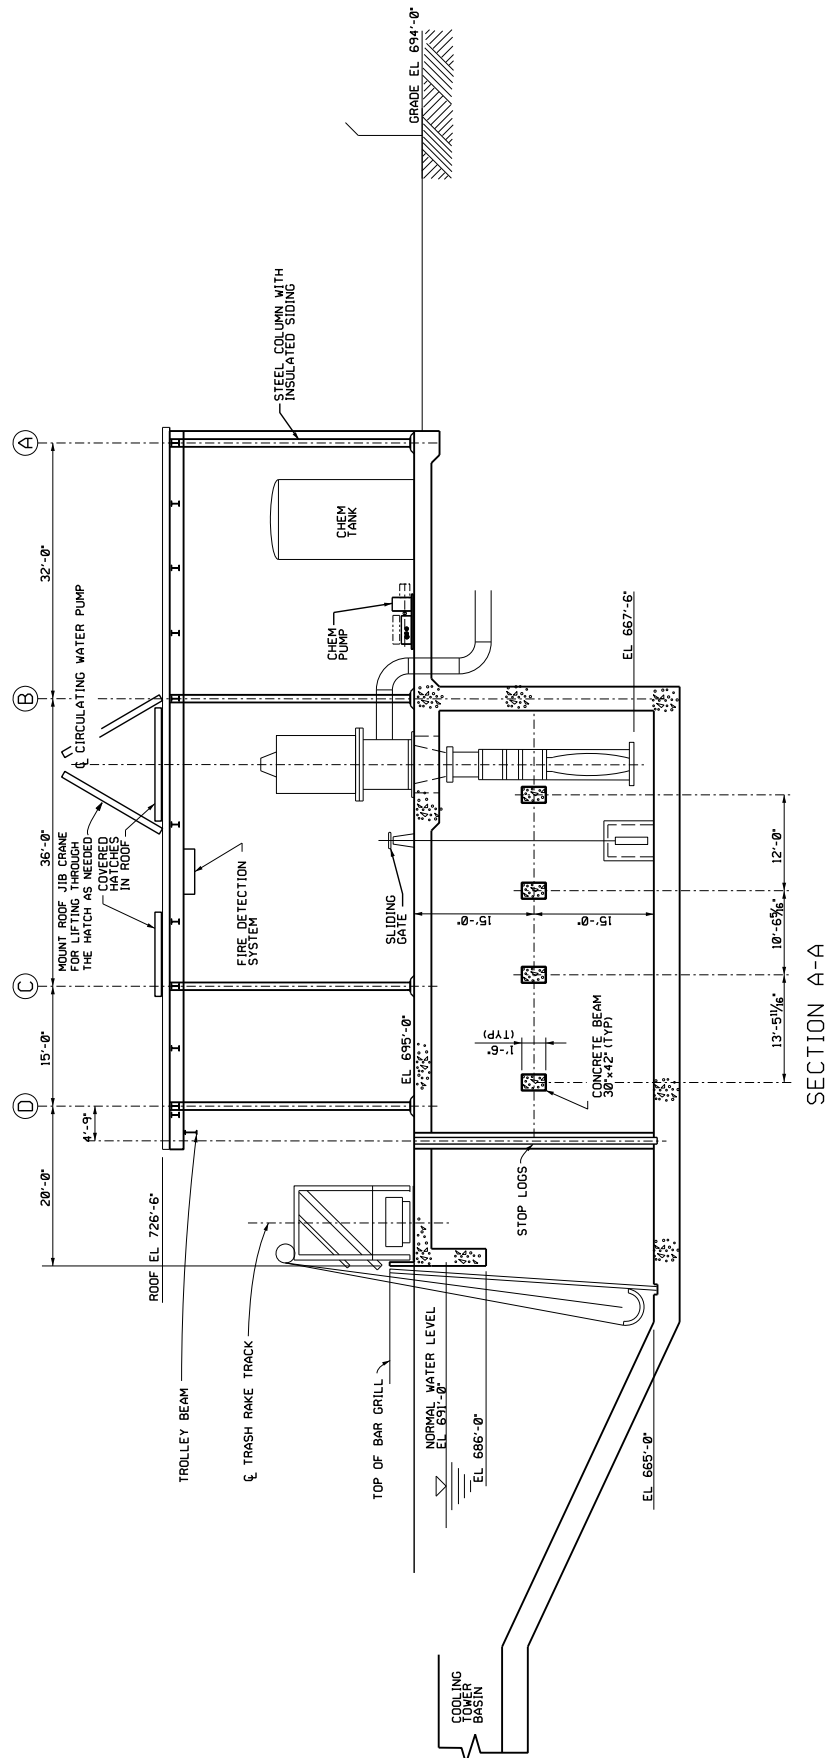 COOLING
TOWER
BASIN
TROLLEY BEAM
℄ TRASH RAKE TRACK
TOP OF BAR GRILL
NORMAL WATER LEVEL
EL 691'-0"
EL 686'-0"
EL 665'-0"
ROOF EL 726'-6"
20'-0"
4'-9"
D
15'-0"
C
36'-0"
B
32'-0"
A
MOUNT ROOF JIB CRANE
FOR LIFTING THROUGH
THE HATCH AS NEEDED
COVERED
HATCHES
IN ROOF
℄ CIRCULATING WATER PUMP
FIRE DETECTION
SYSTEM
SLIDING
GATE
EL 695'-0"
STOP LOGS
CONCRETE BEAM
30"×42" (TYP)
1'-6"
(TYP)
15'-0"
15'-0"
13'-5 11/16"
10'-6 5/16"
12'-0"
CHEM
PUMP
CHEM
TANK
STEEL COLUMN WITH
INSULATED SIDING
EL 667'-6"
GRADE EL 694'-0"
SECTION A-A